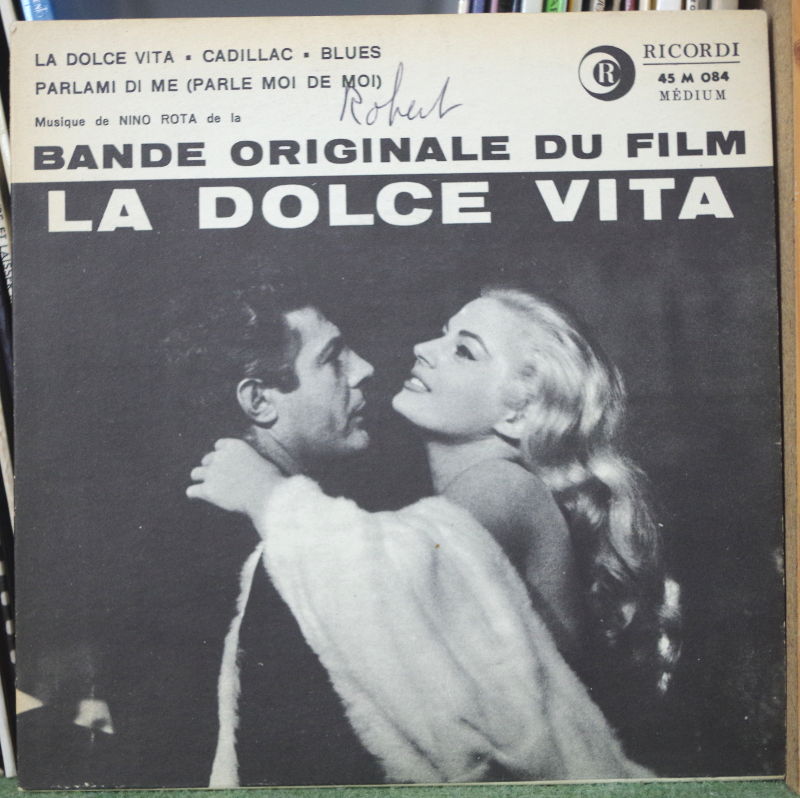 LA DOLCE VITA ▪ CADILLAC ▪ BLUES
PARLAMI DI ME (PARLE MOI DE MOI)
Robert
Musique de NINO ROTA de la
BANDE ORIGINALE DU FILM
LA DOLCE VITA
R
RICORDI
45 M 084
MÉDIUM